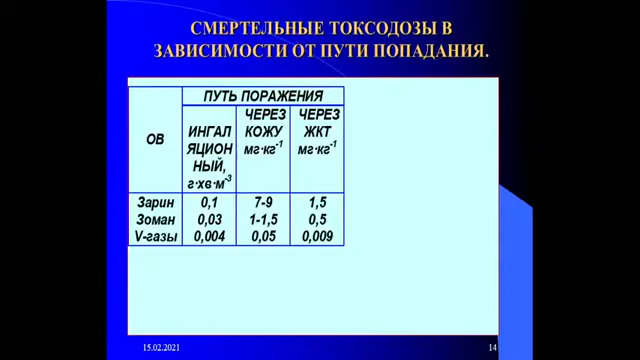 СМЕРТЕЛЬНЫЕ ТОКСОДОЗЫ В
ЗАВИСИМОСТИ ОТ ПУТИ ПОПАДАНИЯ.
ОВ
ПУТЬ ПОРАЖЕНИЯ
ИНГАЛ
ЯЦИОН
НЫЙ,
г·хв·м-3
ЧЕРЕЗ
КОЖУ
мг·кг-1
ЧЕРЕЗ
ЖКТ
мг·кг-1
Зарин 0,1 7-9 1,5
Зоман 0,03 1-1,5 0,5
V-газы 0,004 0,05 0,009
15.02.2021 14